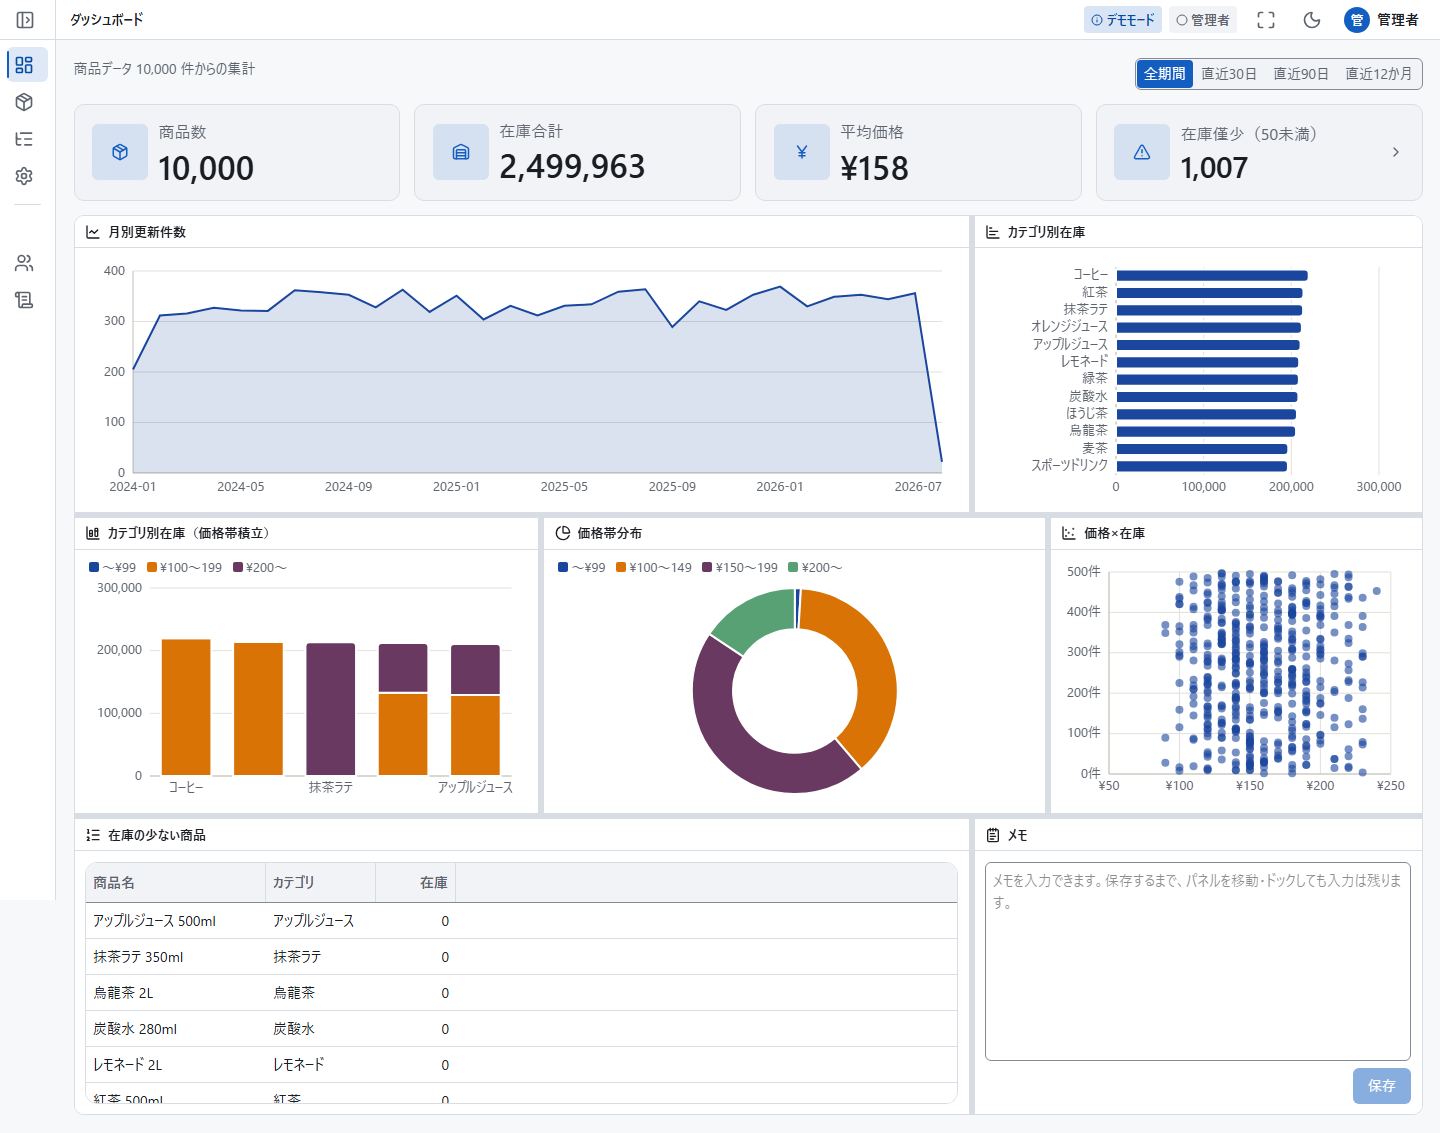 ダッシュボード
デモモード
管理者
管
管理者
商品データ 10,000 件からの集計
全期間
直近30日
直近90日
直近12か月
商品数
10,000
在庫合計
2,499,963
平均価格
¥158
在庫僅少（50未満）
1,007
月別更新件数
400
300
200
100
0
2024-01
2024-05
2024-09
2025-01
2025-05
2025-09
2026-01
2026-07
カテゴリ別在庫
コーヒー
紅茶
抹茶ラテ
オレンジジュース
アップルジュース
レモネード
緑茶
炭酸水
ほうじ茶
烏龍茶
麦茶
スポーツドリンク
0
100,000
200,000
300,000
カテゴリ別在庫（価格帯積立）
～¥99
¥100～199
¥200～
300,000
200,000
100,000
0
コーヒー
抹茶ラテ
アップルジュース
価格帯分布
～¥99
¥100～149
¥150～199
¥200～
価格×在庫
500件
400件
300件
200件
100件
0件
¥50
¥100
¥150
¥200
¥250
在庫の少ない商品
商品名
カテゴリ
在庫
アップルジュース 500ml
アップルジュース
0
抹茶ラテ 350ml
抹茶ラテ
0
烏龍茶 2L
烏龍茶
0
炭酸水 280ml
炭酸水
0
レモネード 2L
レモネード
0
紅茶 500ml
紅茶
0
メモ
メモを入力できます。保存するまで、パネルを移動・ドックしても入力は残りま
す。
保存